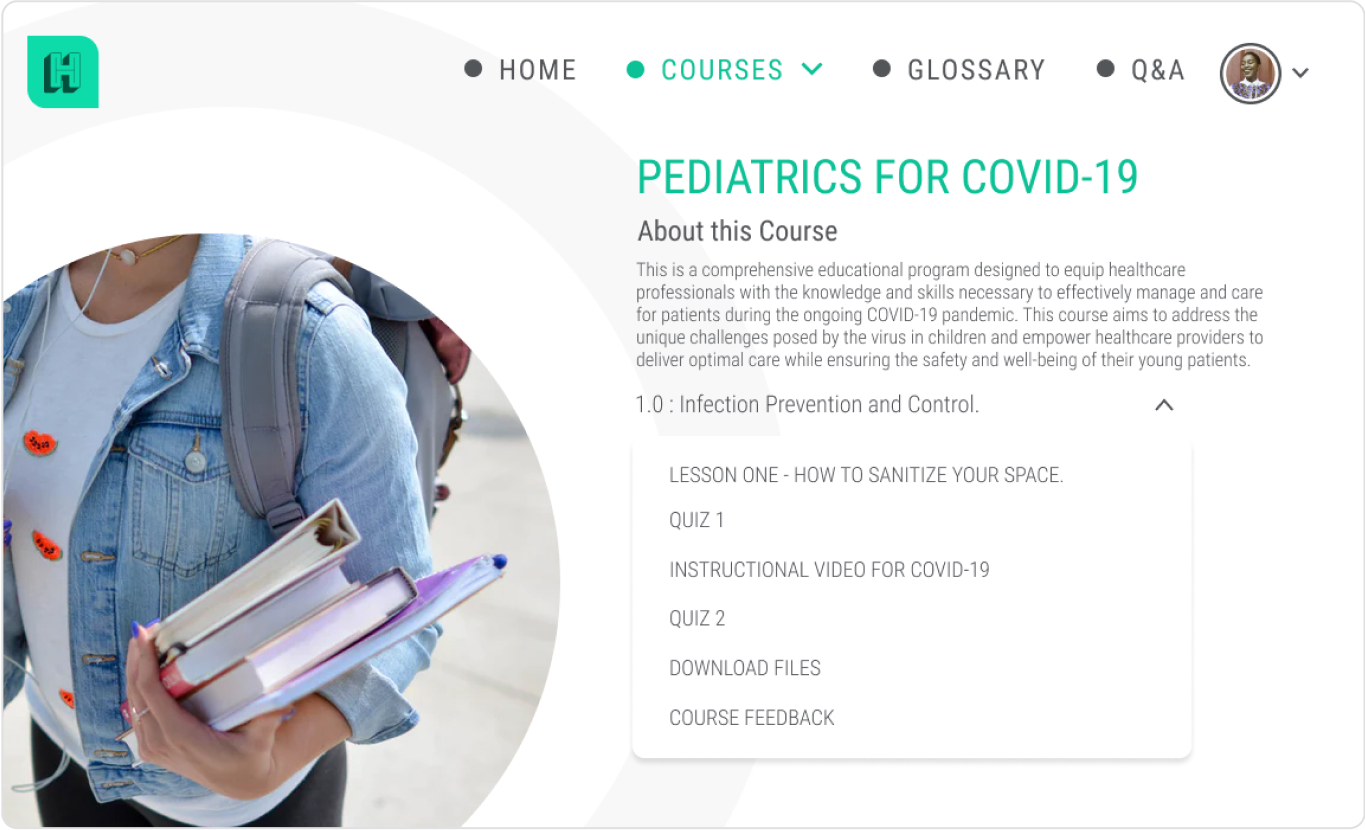 H
HOME
COURSES
GLOSSARY
Q&A
PEDIATRICS FOR COVID-19
About this Course
This is a comprehensive educational program designed to equip healthcare
professionals with the knowledge and skills necessary to effectively manage and care
for patients during the ongoing COVID-19 pandemic. This course aims to address the
unique challenges posed by the virus in children and empower healthcare providers to
deliver optimal care while ensuring the safety and well-being of their young patients.
1.0 : Infection Prevention and Control.
LESSON ONE - HOW TO SANITIZE YOUR SPACE.
QUIZ 1
INSTRUCTIONAL VIDEO FOR COVID-19
QUIZ 2
DOWNLOAD FILES
COURSE FEEDBACK